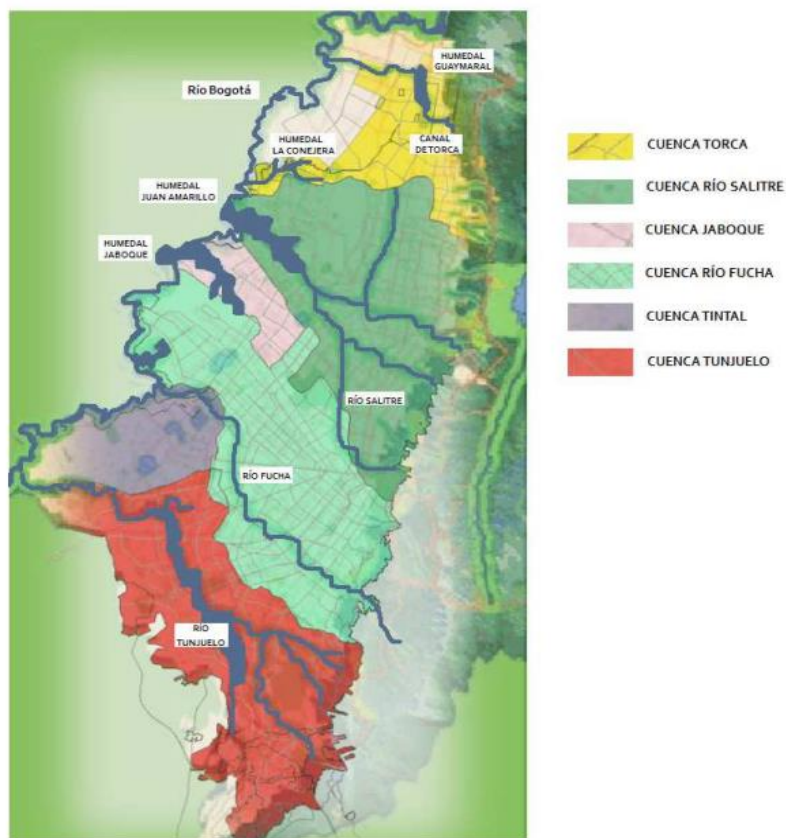 HUMEDAL
GUAYMARAL
Río Bogotá
HUMEDAL
LA CONEJERA
CANAL
DETORCA
HUMEDAL
JUAN AMARILLO
HUMEDAL
JABOQUE
RÍO SALITRE
RÍO FUCHA
RÍO
TUNJUELO
CUENCA TORCA
CUENCA RÍO SALITRE
CUENCA JABOQUE
CUENCA RÍO FUCHA
CUENCA TINTAL
CUENCA TUNJUELO